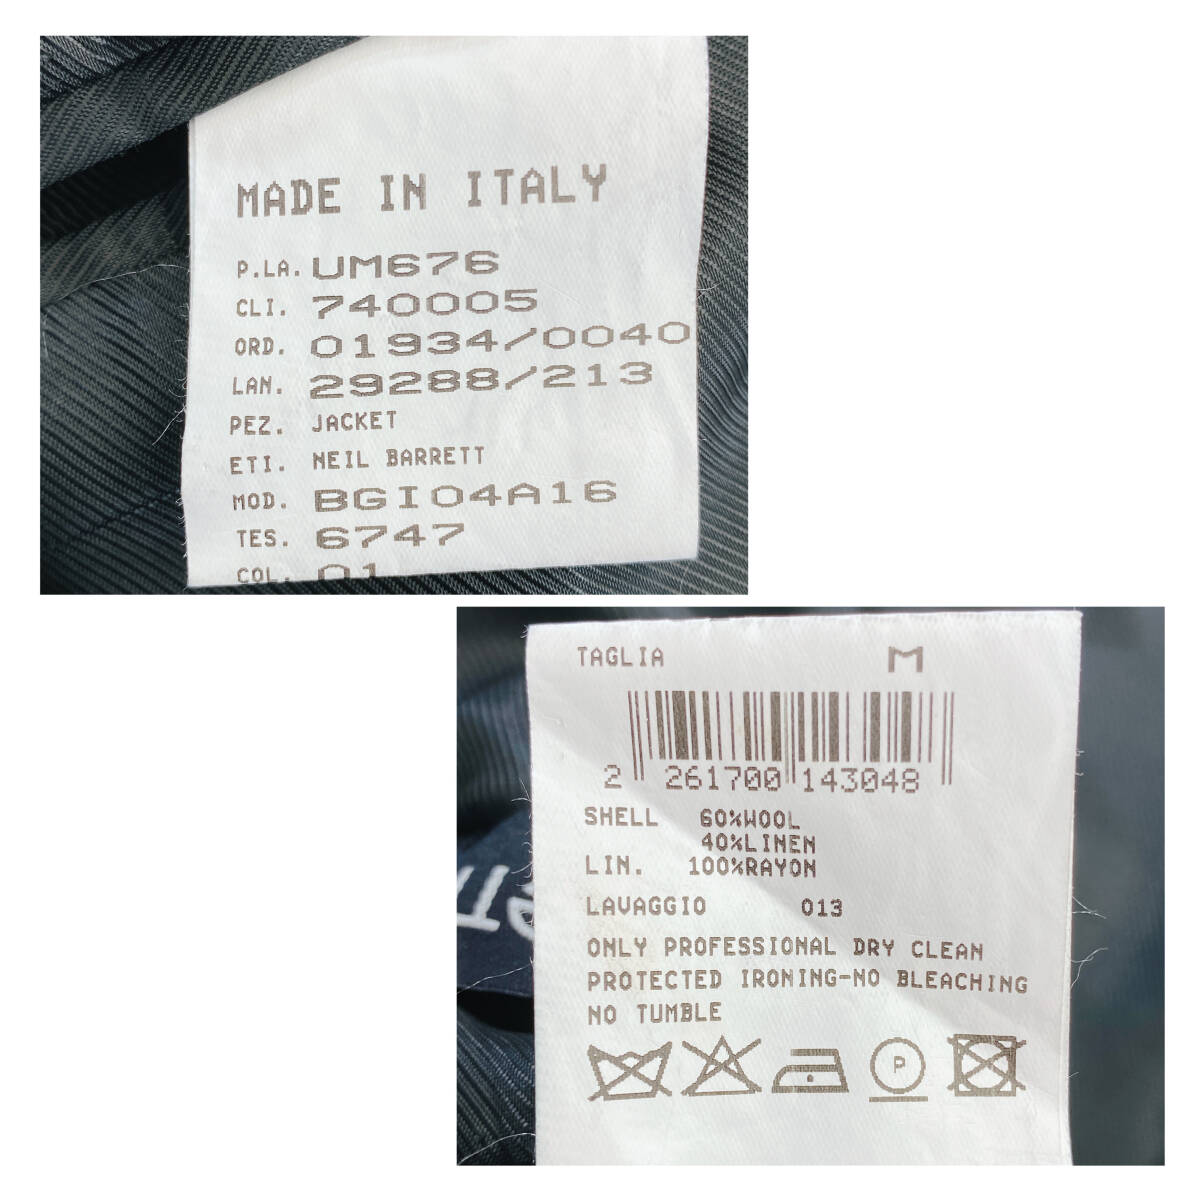 MADE IN ITALY
P.LA. UM676
CLI. 740005
ORD. 01934/0040
LAN. 29288/213
PEZ. JACKET
ETI. NEIL BARRETT
MOD. BGI04A16
TES. 6747
COL. 01
TAGLIA M
2 261700 143048
SHELL 60%WOOL
40%LINEN
LIN. 100%RAYON
LAVAGGIO 013
ONLY PROFESSIONAL DRY CLEAN
PROTECTED IRONING-NO BLEACHING
NO TUMBLE
P